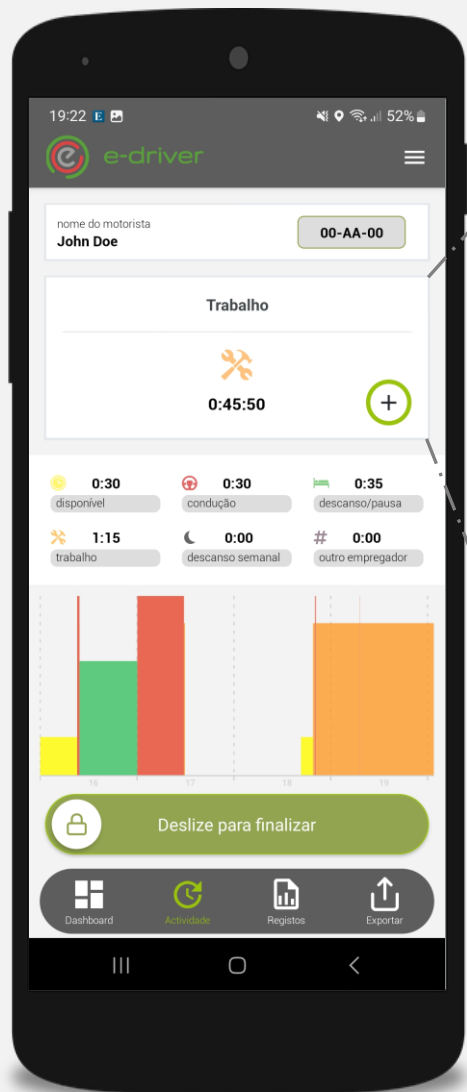 19:22 E 52%
e-driver
nome do motorista
John Doe
00-AA-00
Trabalho
0:45:50
0:30 0:30 0:35
disponível condução descanso/pausa
1:15 0:00 # 0:00
trabalho descanso semanal outro empregador
16 17 18 19
Deslize para finalizar
Dashboard Actividade Registos Exportar